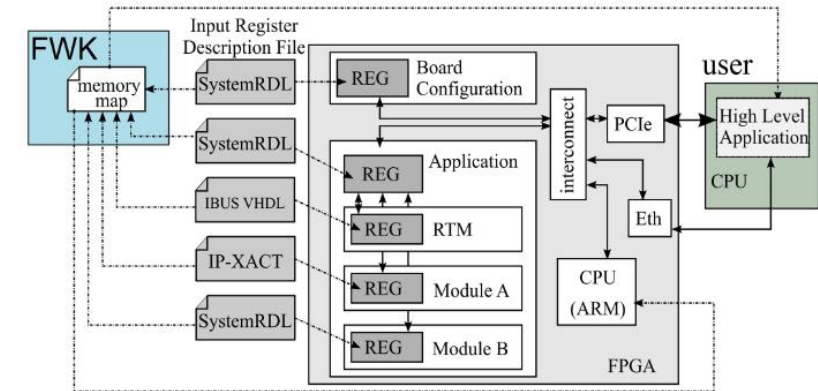 FWK
memory
map
Input Register
Description File
SystemRDL
SystemRDL
IBUS VHDL
IP-XACT
SystemRDL
REG
Board
Configuration
Application
REG
REG
RTM
REG
Module A
REG
Module B
interconnect
PCIe
Eth
CPU
(ARM)
FPGA
user
High Level
Application
CPU